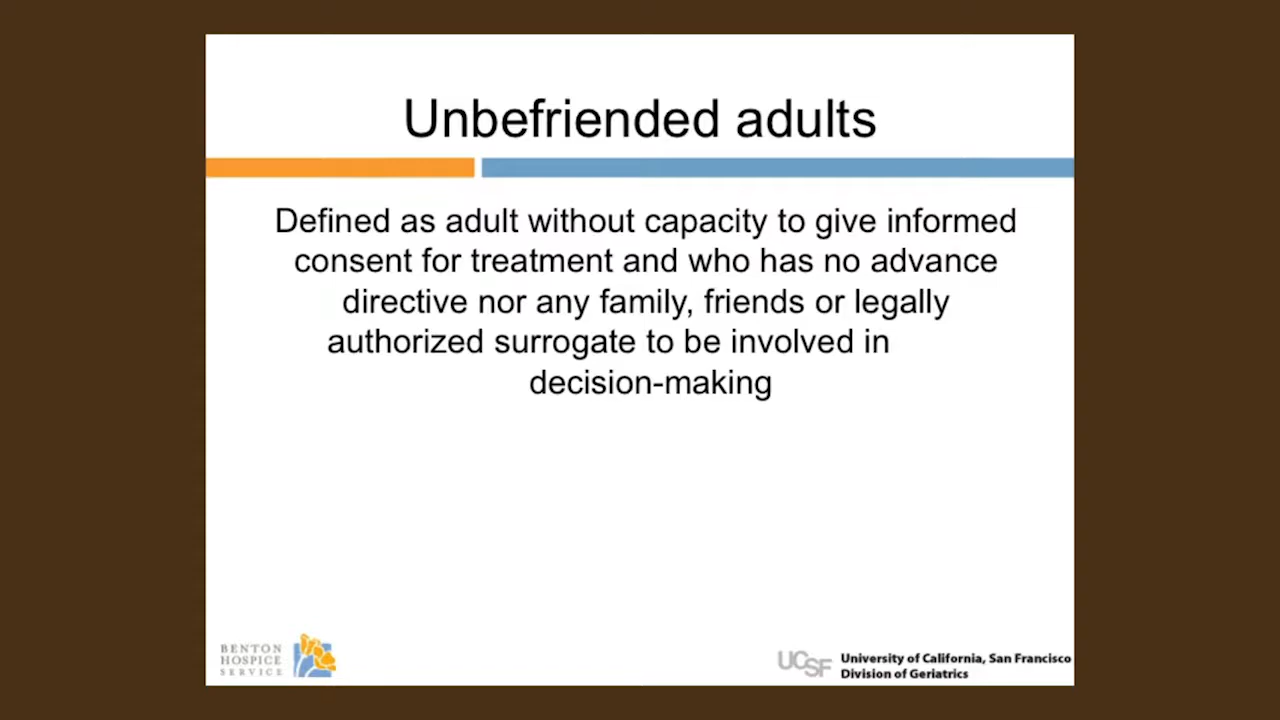 Unbefriended adults
Defined as adult without capacity to give informed
consent for treatment and who has no advance
directive nor any family, friends or legally
authorized surrogate to be involved in
decision-making
BENTON
HOSPICE
SERVICE
UCSF
University of California, San Francisco
Division of Geriatrics